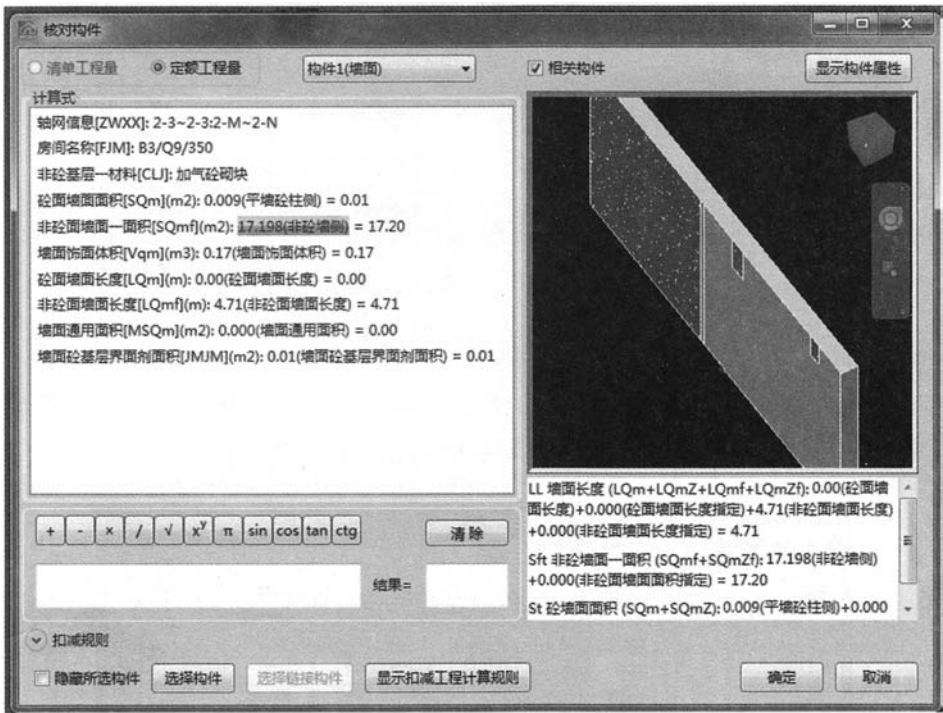 核对构件
清单工程量 定额工程量 构件1(墙面) 相关构件 显示构件属性
计算式
轴网信息[ZWXX]: 2-3~2-3:2-M~2-N
房间名称[FJM]: B3/Q9/350
非砼基层一材料[CLJ]: 加气砼砌块
砼面墙面面积[SQm](m2): 0.009(平墙砼柱侧) = 0.01
非砼面墙面一面积[SQmf](m2): 17.198(非砼墙侧) = 17.20
墙面饰面体积[Vqm](m3): 0.17(墙面饰面体积) = 0.17
砼面墙面长度[LQm](m): 0.00(砼面墙面长度) = 0.00
非砼面墙面长度[LQmf](m): 4.71(非砼面墙面长度) = 4.71
墙面通用面积[MSQm](m2): 0.000(墙面通用面积) = 0.00
墙面砼基层界面剂面积[JMJM](m2): 0.01(墙面砼基层界面剂面积) = 0.01
LL 墙面长度 (LQm+LQmZ+LQmf+LQmZf): 0.00(砼面墙
面长度)+0.000(砼面墙面长度指定)+4.71(非砼面墙面长度)
+0.000(非砼面墙面长度指定) = 4.71
Sft 非砼墙面一面积 (SQmf+SQmZf): 17.198(非砼墙侧)
+0.000(非砼面墙面面积指定) = 17.20
St 砼墙面面积 (SQm+SQmZ): 0.009(平墙砼柱侧)+0.000
+ - × / √ x^y π sin cos tan ctg 清除
结果=
扣减规则
隐藏所选构件 选择构件 选择链接构件 显示扣减工程计算规则 确定 取消